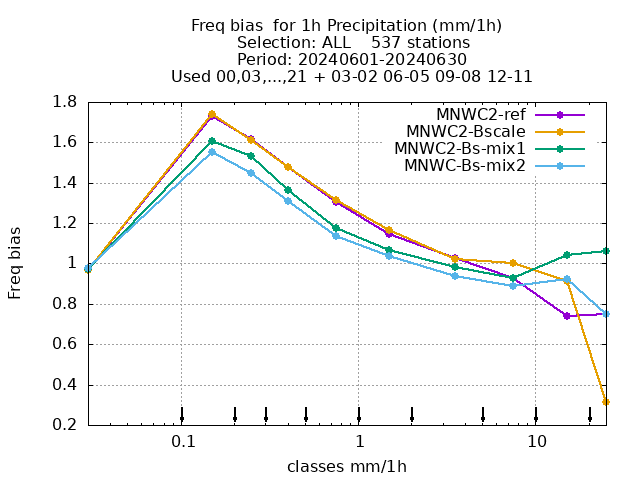 Freq bias  for 1h Precipitation (mm/1h)
Selection: ALL    537 stations
Period: 20240601-20240630
Used 00,03,...,21 + 03-02 06-05 09-08 12-11
MNWC2-ref
MNWC2-Bscale
MNWC2-Bs-mix1
MNWC-Bs-mix2
1.8
1.6
1.4
1.2
1
0.8
0.6
0.4
0.2
Freq bias
0.1
1
10
classes mm/1h